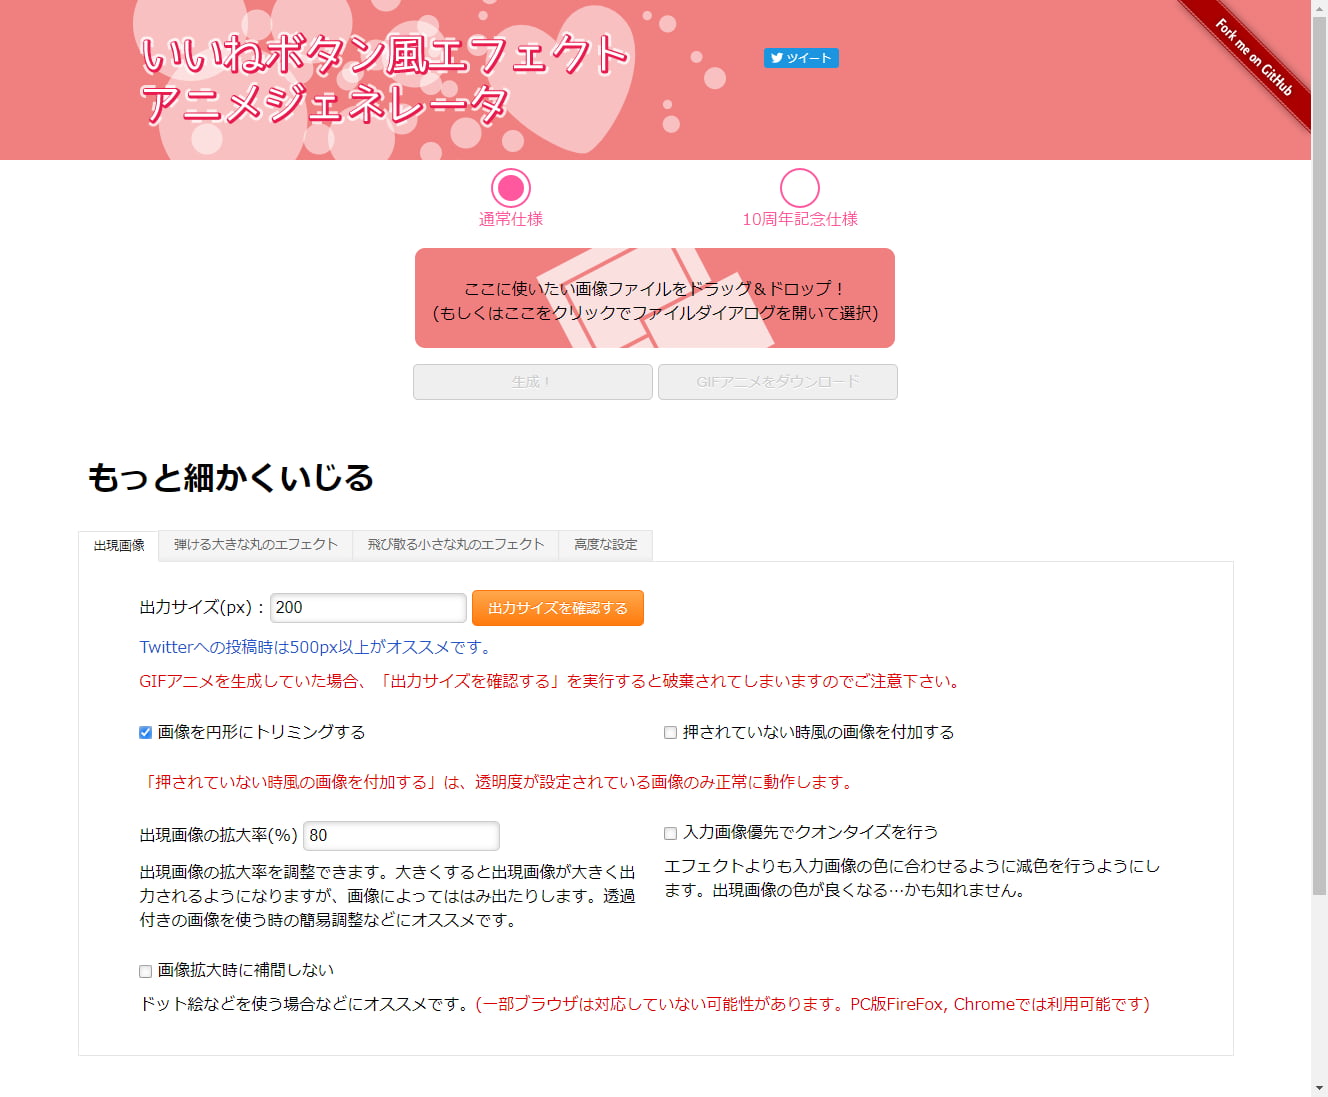 いいねボタン風エフェクト
アニメジェネレータ
ツイート
Fork me on GitHub
通常仕様
10周年記念仕様
ここに使いたい画像ファイルをドラッグ＆ドロップ！
(もしくはここをクリックでファイルダイアログを開いて選択)
生成！
GIFアニメをダウンロード
もっと細かくいじる
出現画像
弾ける大きな丸のエフェクト
飛び散る小さな丸のエフェクト
高度な設定
出力サイズ(px)：
200
出力サイズを確認する
Twitterへの投稿時は500px以上がオススメです。
GIFアニメを生成していた場合、「出力サイズを確認する」を実行すると破棄されてしまいますのでご注意下さい。
画像を円形にトリミングする
押されていない時風の画像を付加する
「押されていない時風の画像を付加する」は、透明度が設定されている画像のみ正常に動作します。
出現画像の拡大率(%)
80
出現画像の拡大率を調整できます。大きくすると出現画像が大きく出
力されるようになりますが、画像によってははみ出たりします。透過
付きの画像を使う時の簡易調整などにオススメです。
入力画像優先でクオンタイズを行う
エフェクトよりも入力画像の色に合わせるように減色を行うようにし
ます。出現画像の色が良くなる…かも知れません。
画像拡大時に補間しない
ドット絵などを使う場合などにオススメです。(一部ブラウザは対応していない可能性があります。PC版FireFox, Chromeでは利用可能です)